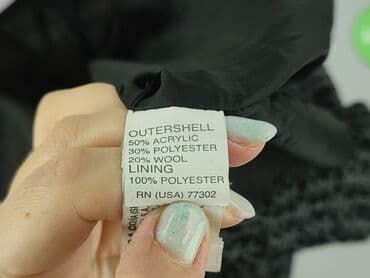 OUTERSHELL
50% ACRYLIC
30% POLYESTER
20% WOOL
LINING
100% POLYESTER
RN (USA) 77302